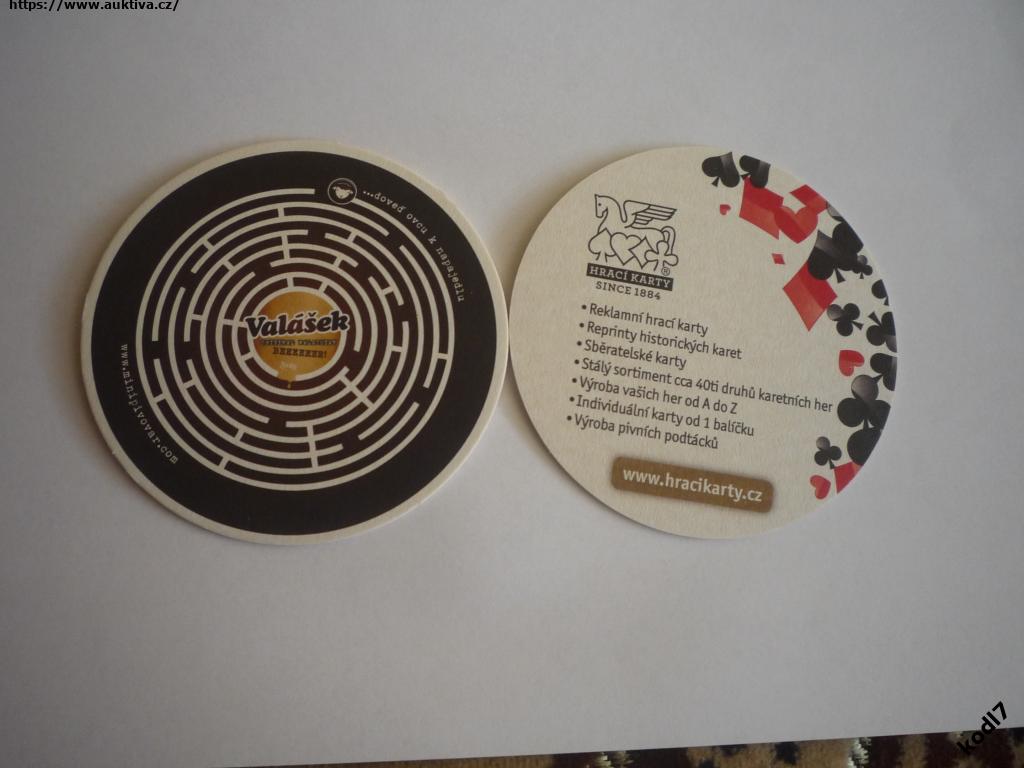 https://www.auktiva.cz/
...doveď ovcu k napajedlu
Valášek
BEEEEEEE!
www.minipivovar.com
HRACÍ KARTY
SINCE 1884
®
• Reklamní hrací karty
• Reprinty historických karet
• Sběratelské karty
• Stálý sortiment cca 40ti druhů karetních her
• Výroba vašich her od A do Z
• Individuální karty od 1 balíčku
• Výroba pivních podtácků
www.hracikarty.cz
kodl7